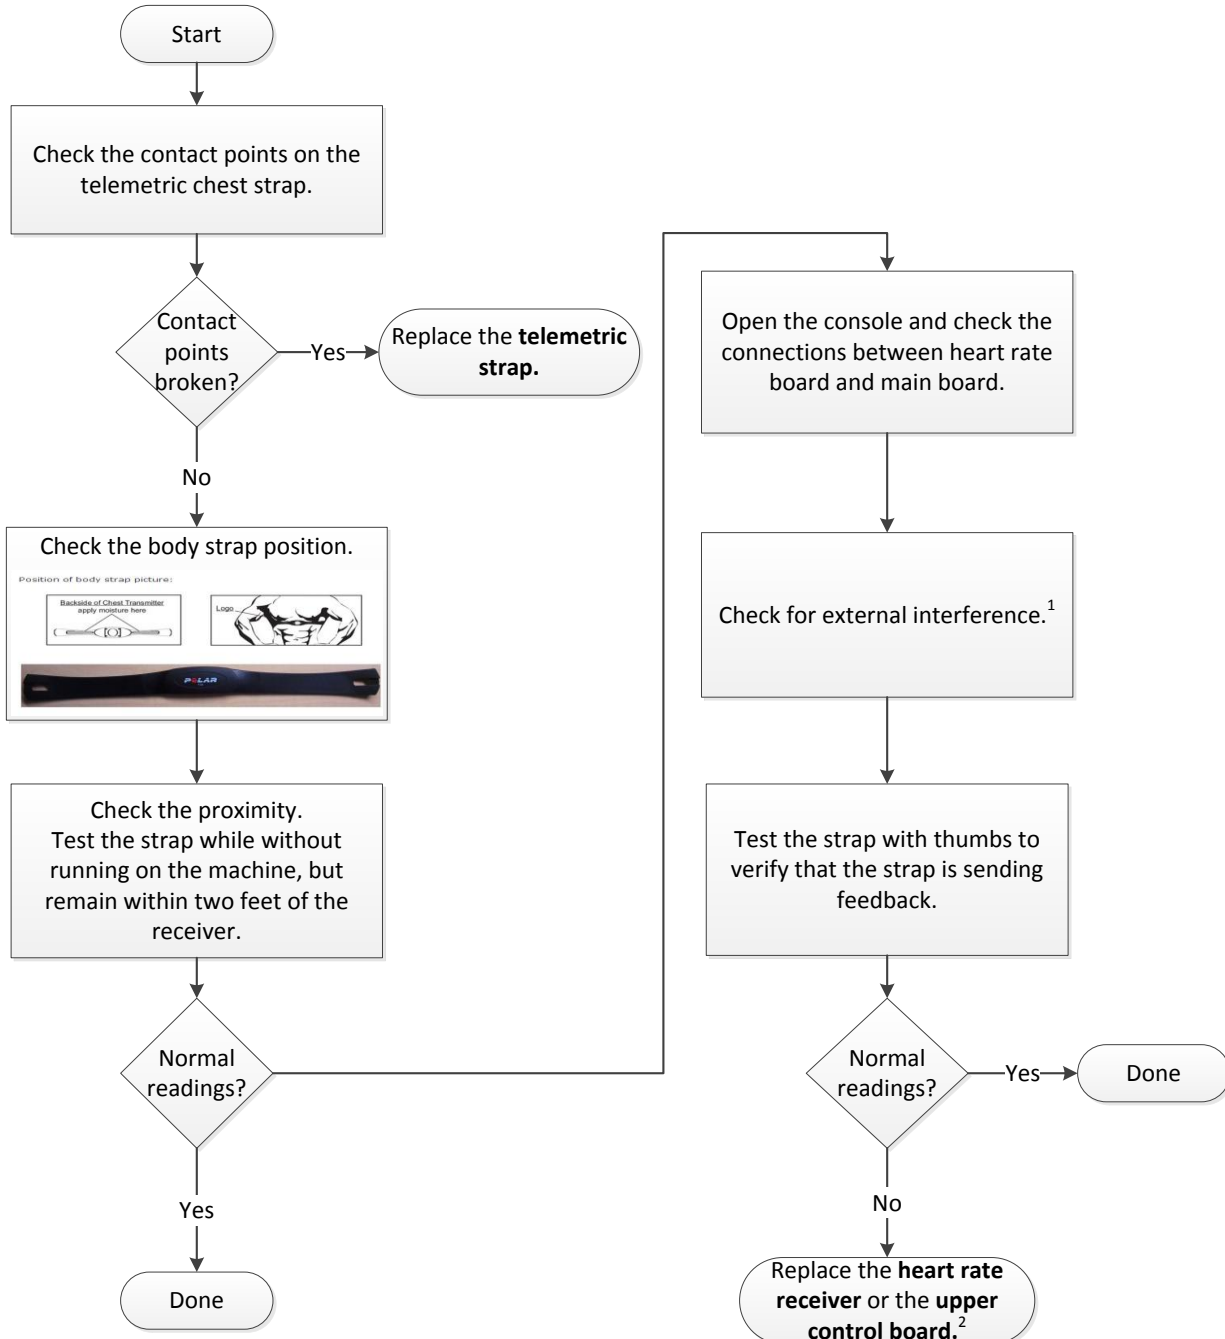 Start
Check the contact points on the
telemetric chest strap.
Contact
points
broken?
Yes
Replace the telemetric
strap.
No
Check the body strap position.
Position of body strap picture:
Backside of Chest Transmitter
apply moisture here
Logo
POLAR
Check the proximity.
Test the strap while without
running on the machine, but
remain within two feet of the
receiver.
Normal
readings?
Yes
Done
Open the console and check the
connections between heart rate
board and main board.
Check for external interference.1
Test the strap with thumbs to
verify that the strap is sending
feedback.
Normal
readings?
Yes
Done
No
Replace the heart rate
receiver or the upper
control board.2